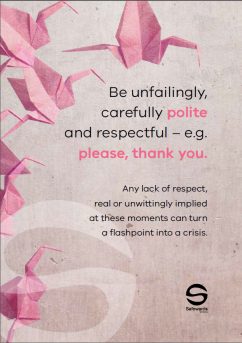 Be unfailingly,
carefully polite
and respectful – e.g.
please, thank you.
Any lack of respect,
real or unwittingly implied
at these moments can turn
a flashpoint into a crisis.
Safewards